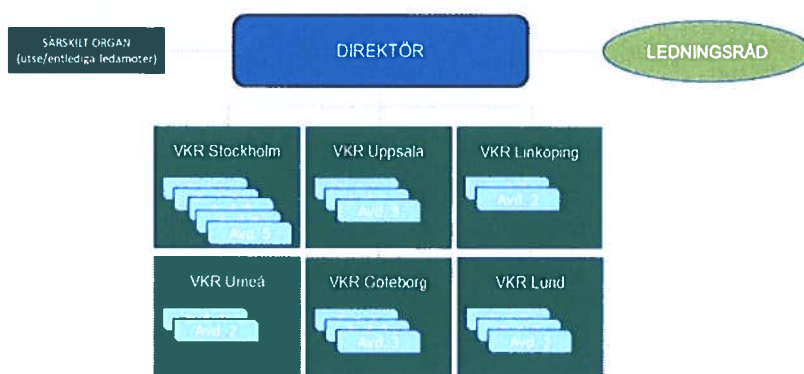 SÄRSKILT ORGAN
(utse/entlediga ledamöter)
DIREKTÖR
LEDNINGSRÅD
VKR Stockholm
Avd. 5
VKR Uppsala
Avd. 3
VKR Linköping
Avd. 2
VKR Umeå
Avd. 2
VKR Göteborg
Avd. 3
VKR Lund
Avd. 3